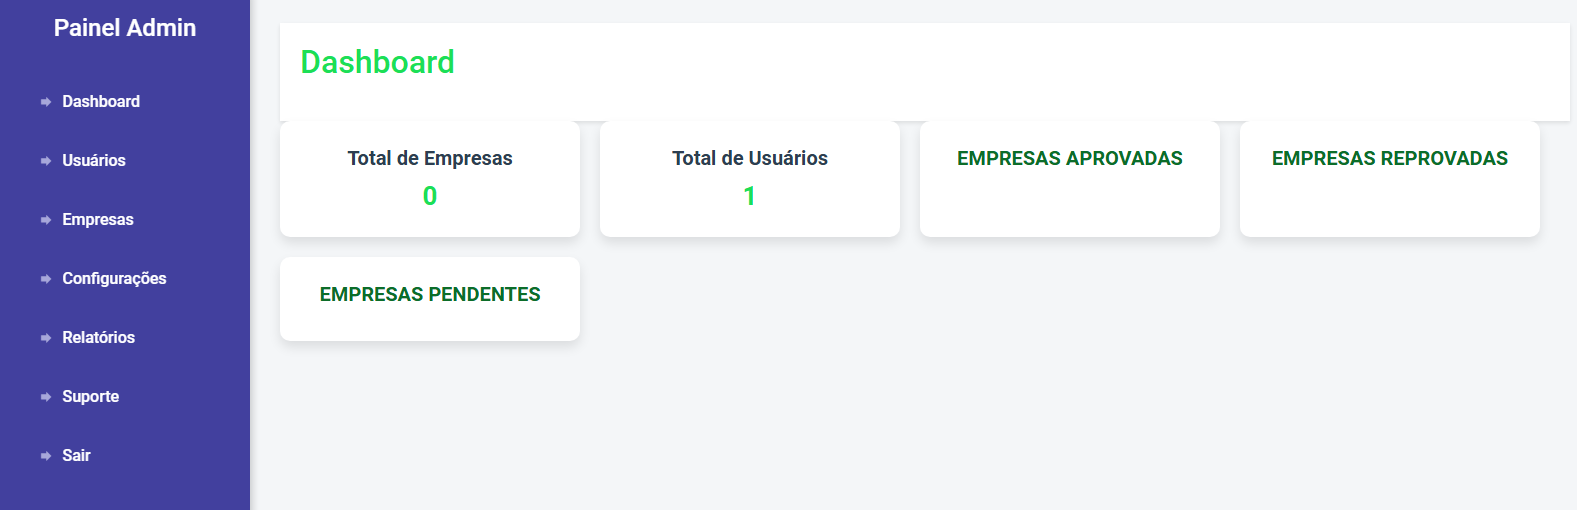 Painel Admin
Dashboard
Usuários
Empresas
Configurações
Relatórios
Suporte
Sair
Dashboard
Total de Empresas
0
Total de Usuários
1
EMPRESAS APROVADAS
EMPRESAS REPROVADAS
EMPRESAS PENDENTES